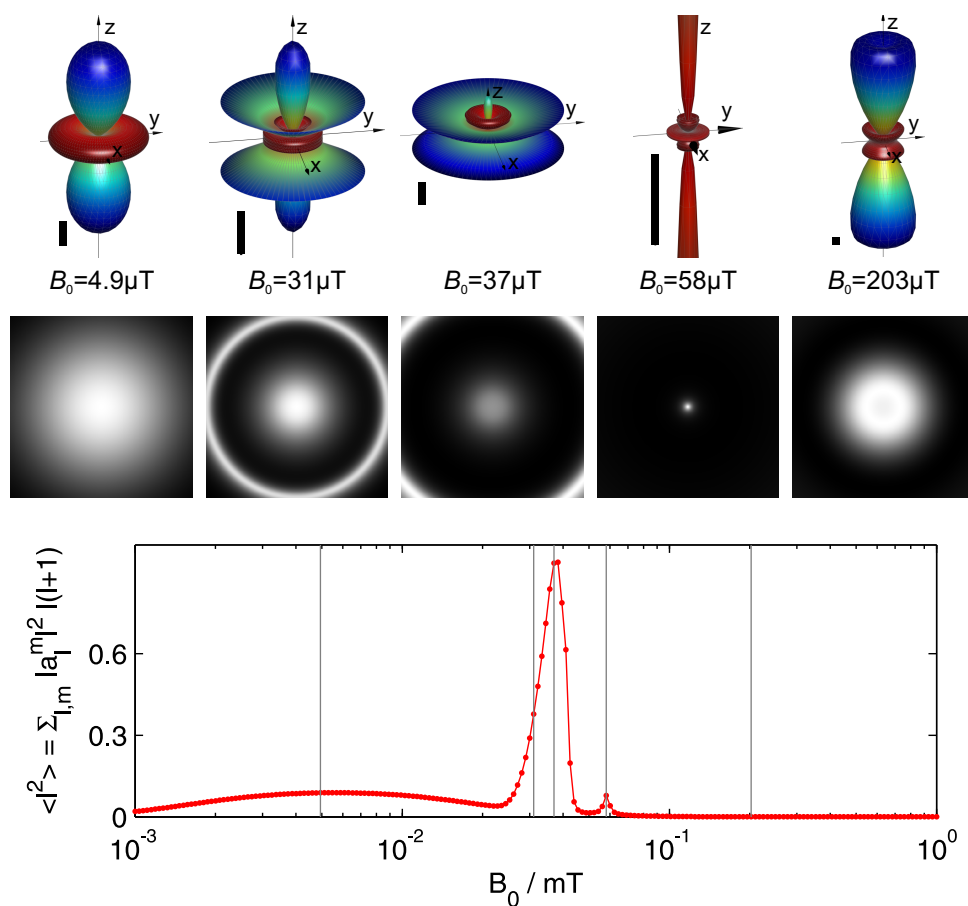 z y x
z y x
z y x
z y x
z y x
B₀=4.9µT
B₀=31µT
B₀=37µT
B₀=58µT
B₀=203µT
<l²> = Σl,m |alᵐ|² l(l+1)
0.6
0.3
0
10⁻³
10⁻²
10⁻¹
10⁰
B₀ / mT